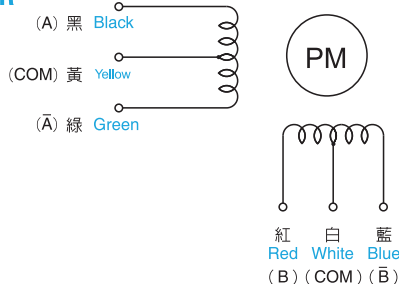 (A) 黑 Black
(COM) 黃 Yellow
(Ā) 綠 Green
PM
紅 白 藍
Red White Blue
(B) (COM) (B̄)